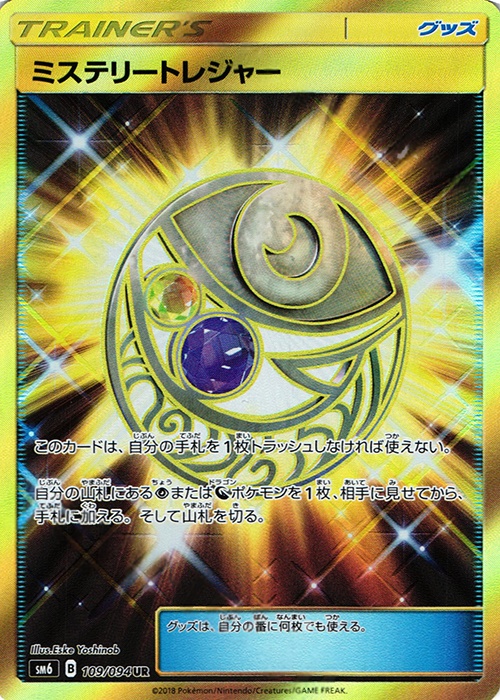 TRAINER'S
グッズ
ミステリートレジャー
このカードは、自分の手札を1枚トラッシュしなければ使えない。
自分の山札にあるまたはポケモンを1枚、相手に見せてから、
手札に加える。そして山札を切る。
グッズは、自分の番に何枚でも使える。
Illus.Eske Yoshinob
SM6 B 109/094 UR
©2018 Pokémon/Nintendo/Creatures/GAME FREAK.